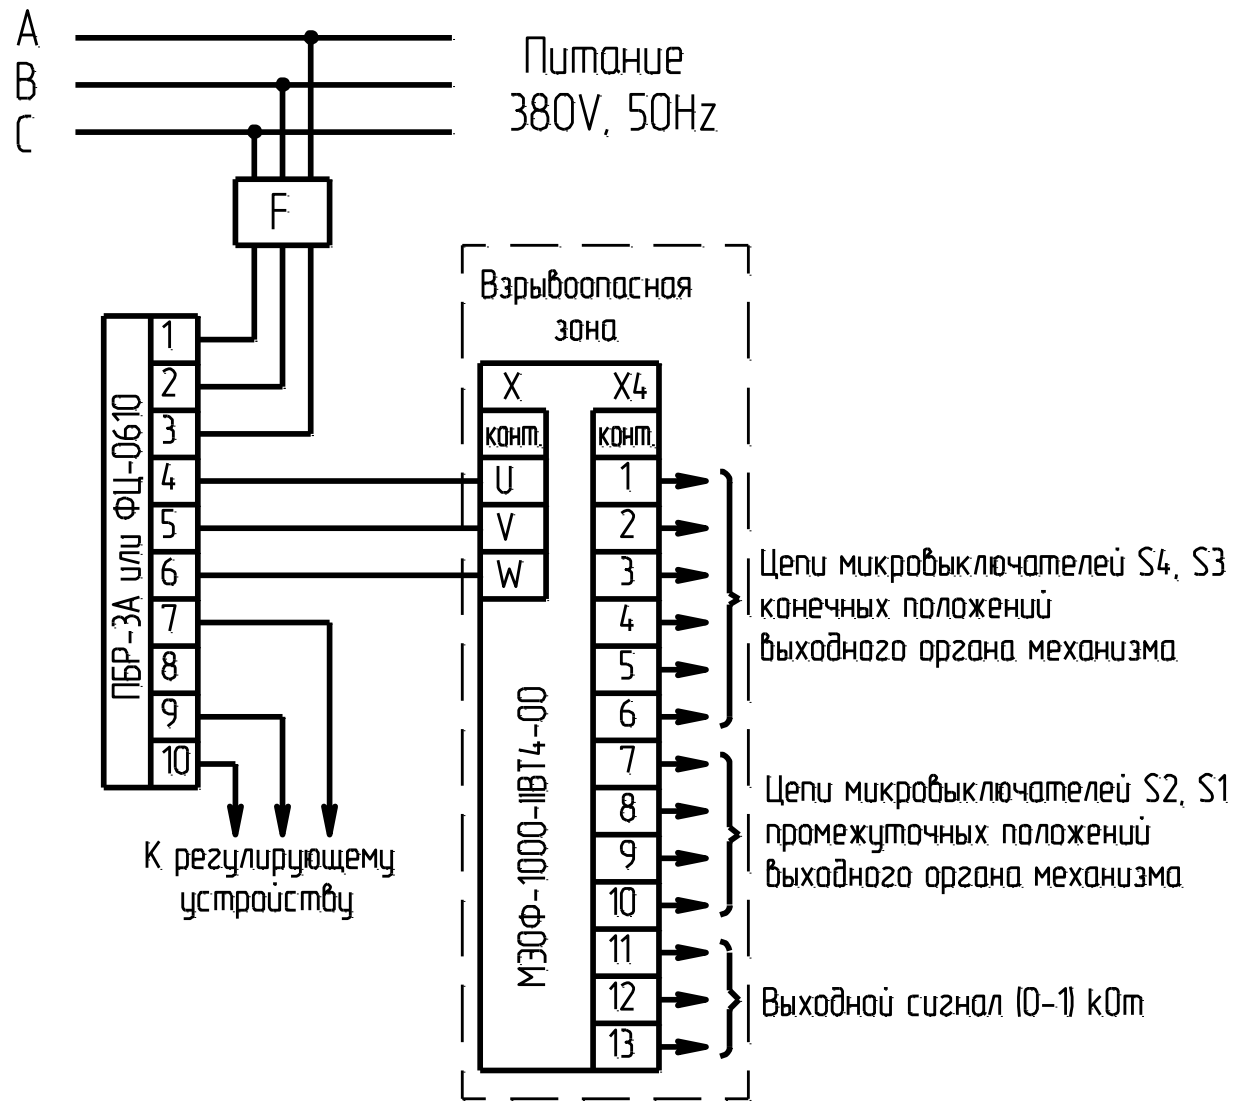 A
B
C
Питание
380V, 50Hz
F
Взрывоопасная
зона
ПБР-3А или ФЦ-0610
1
2
3
4
5
6
7
8
9
10
К регулирующему
устройству
X
X4
конт.
конт.
U
V
W
МЭОФ-1000-IIВТ4-00
1
2
3
4
5
6
7
8
9
10
11
12
13
Цепи микровыключателей S4, S3
конечных положений
выходного органа механизма
Цепи микровыключателей S2, S1
промежуточных положений
выходного органа механизма
Выходной сигнал (0-1) kОm